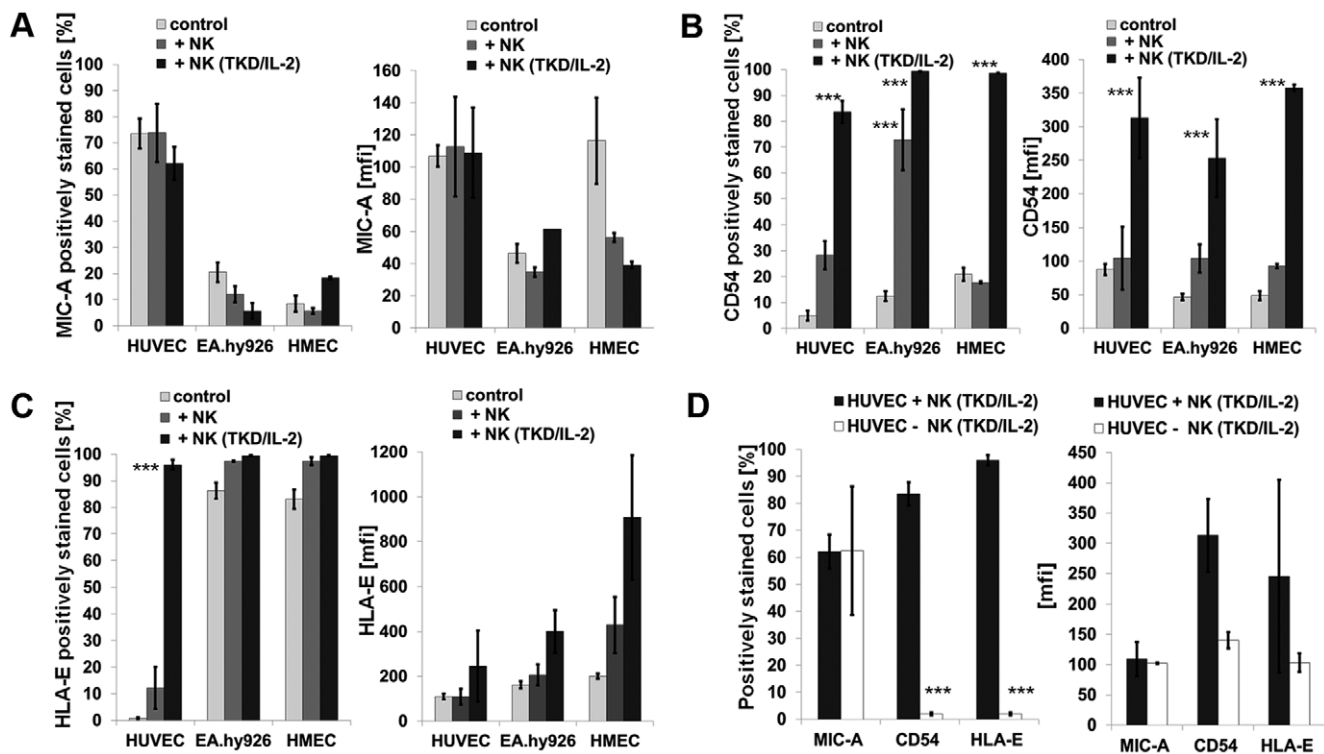 A
control
+ NK
+ NK (TKD/IL-2)
MIC-A positively stained cells [%]
100
90
80
70
60
50
40
30
20
10
0
HUVEC EA.hy926 HMEC
control
+ NK
+ NK (TKD/IL-2)
MIC-A [mfi]
160
140
120
100
80
60
40
20
0
HUVEC EA.hy926 HMEC
B
control
+ NK
+ NK (TKD/IL-2)
CD54 positively stained cells [%]
100
90
80
70
60
50
40
30
20
10
0
***
***
***
***
HUVEC EA.hy926 HMEC
control
+ NK
+ NK (TKD/IL-2)
CD54 [mfi]
400
350
300
250
200
150
100
50
0
***
***
***
HUVEC EA.hy926 HMEC
C
control
+ NK
+ NK (TKD/IL-2)
HLA-E positively stained cells [%]
100
90
80
70
60
50
40
30
20
10
0
***
HUVEC EA.hy926 HMEC
control
+ NK
+ NK (TKD/IL-2)
HLA-E [mfi]
1200
1000
800
600
400
200
0
HUVEC EA.hy926 HMEC
D
HUVEC + NK (TKD/IL-2)
HUVEC - NK (TKD/IL-2)
Positively stained cells [%]
100
90
80
70
60
50
40
30
20
10
0
***
***
MIC-A CD54 HLA-E
HUVEC + NK (TKD/IL-2)
HUVEC - NK (TKD/IL-2)
[mfi]
450
400
350
300
250
200
150
100
50
0
MIC-A CD54 HLA-E